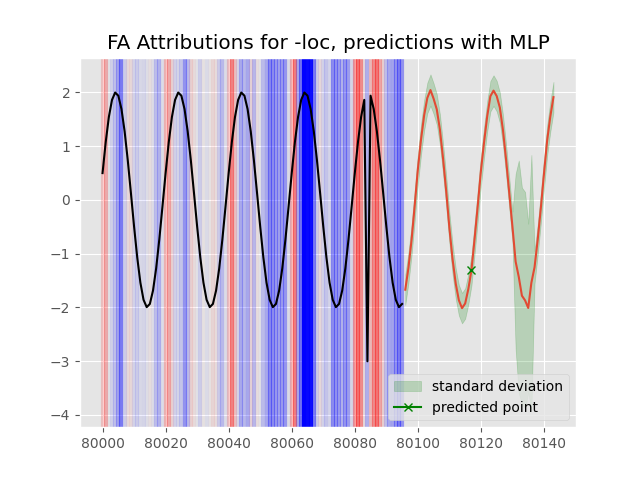 FA Attributions for -loc, predictions with MLP
2
1
0
−1
−2
−3
−4
standard deviation
predicted point
80000 80020 80040 80060 80080 80100 80120 80140